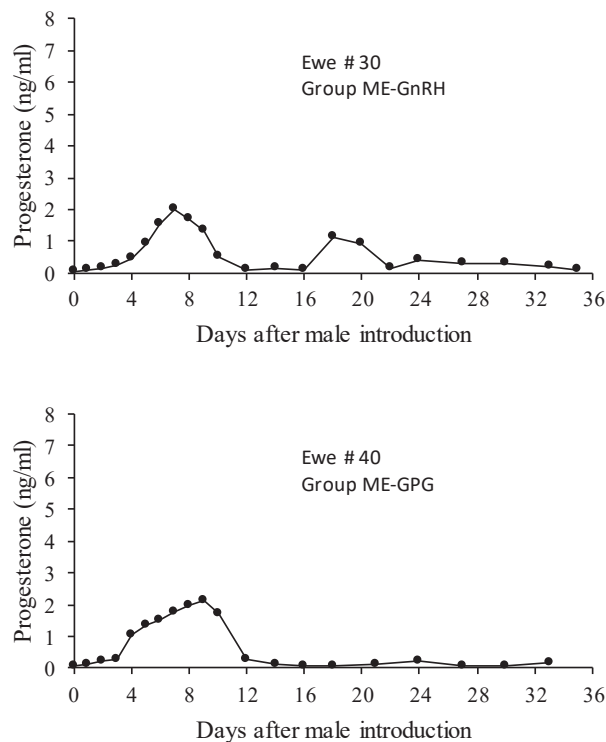 8
7
6
5
4
3
2
1
0
Progesterone (ng/ml)
Ewe # 30
Group ME-GnRH
0 4 8 12 16 20 24 28 32 36
Days after male introduction
8
7
6
5
4
3
2
1
0
Progesterone (ng/ml)
Ewe # 40
Group ME-GPG
0 4 8 12 16 20 24 28 32 36
Days after male introduction